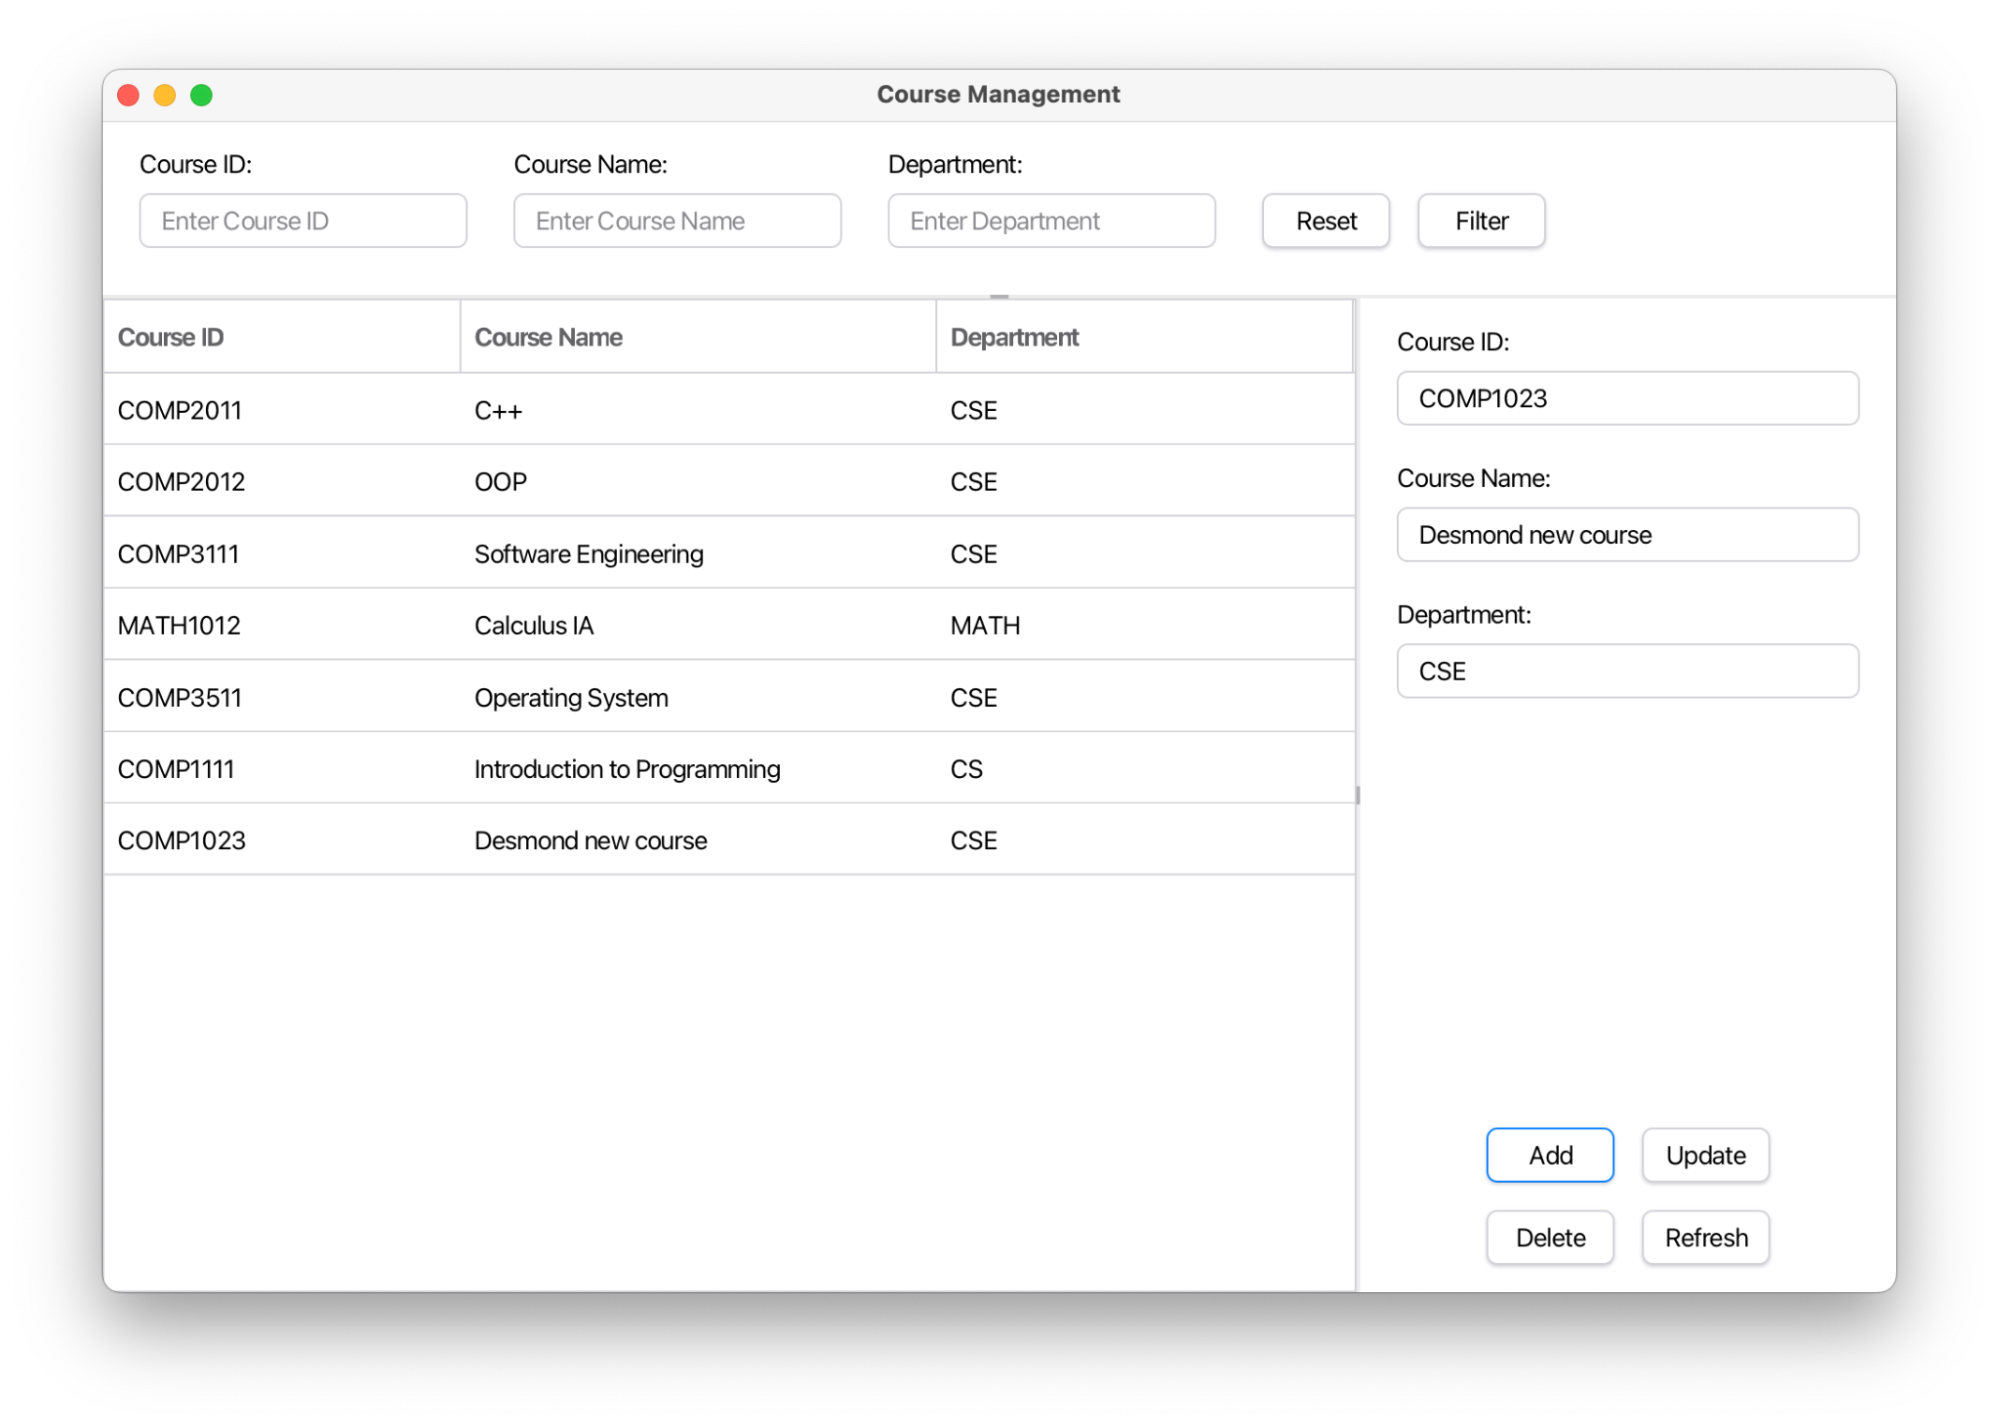 Course Management
Course ID: Course Name: Department:
Enter Course ID Enter Course Name Enter Department Reset Filter
Course ID Course Name Department
COMP2011 C++ CSE
COMP2012 OOP CSE
COMP3111 Software Engineering CSE
MATH1012 Calculus IA MATH
COMP3511 Operating System CSE
COMP1111 Introduction to Programming CS
COMP1023 Desmond new course CSE
Course ID:
COMP1023
Course Name:
Desmond new course
Department:
CSE
Add Update
Delete Refresh